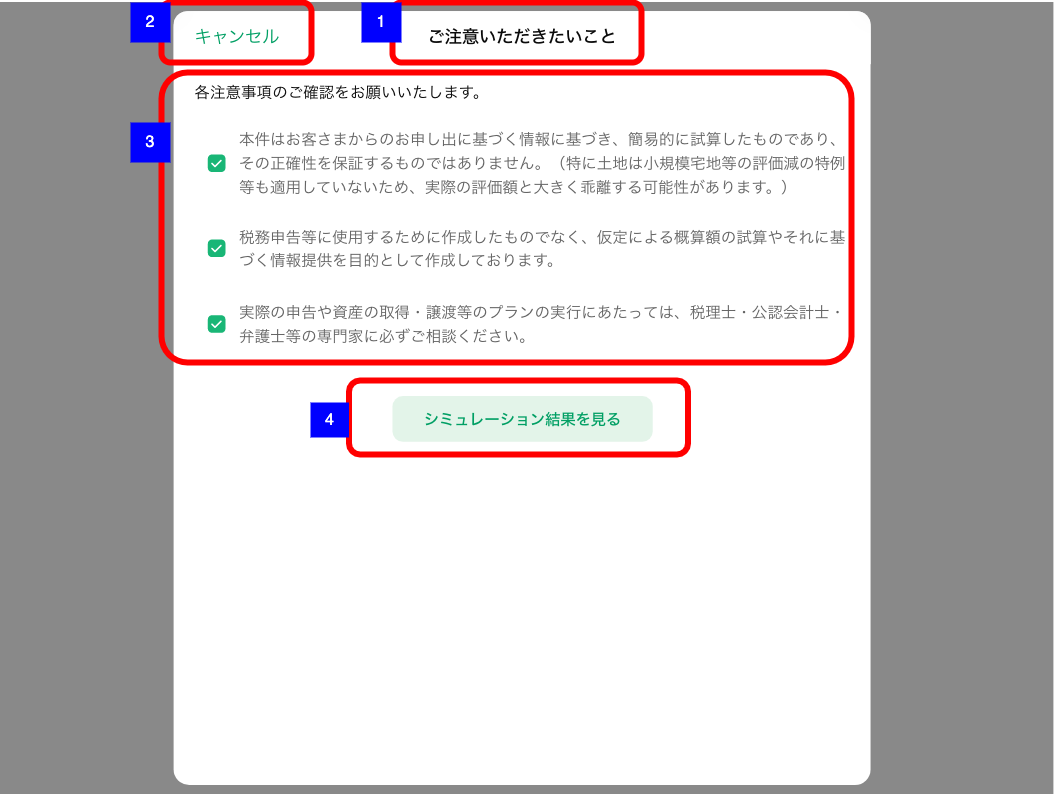 2
キャンセル
1
ご注意いただきたいこと
3
各注意事項のご確認をお願いいたします。
本件はお客さまからのお申し出に基づく情報に基づき、簡易的に試算したものであり、
その正確性を保証するものではありません。（特に土地は小規模宅地等の評価減の特例
等も適用していないため、実際の評価額と大きく乖離する可能性があります。）
税務申告等に使用するために作成したものでなく、仮定による概算額の試算やそれに基
づく情報提供を目的として作成しております。
実際の申告や資産の取得・譲渡等のプランの実行にあたっては、税理士・公認会計士・
弁護士等の専門家に必ずご相談ください。
4
シミュレーション結果を見る